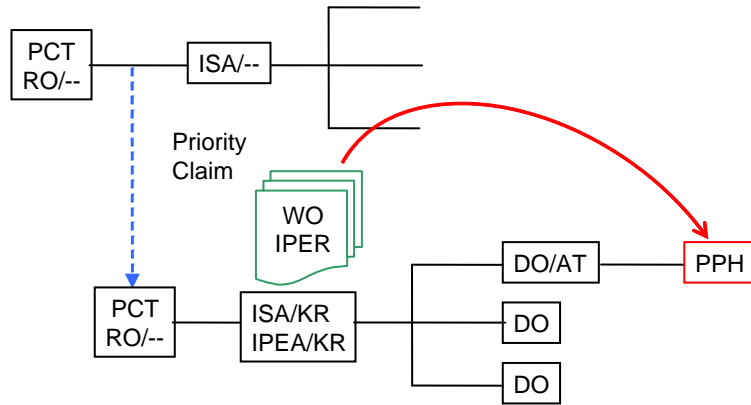 PCT
RO/--
ISA/--
Priority
Claim
WO
IPER
DO/AT
PPH
PCT
RO/--
ISA/KR
IPEA/KR
DO
DO